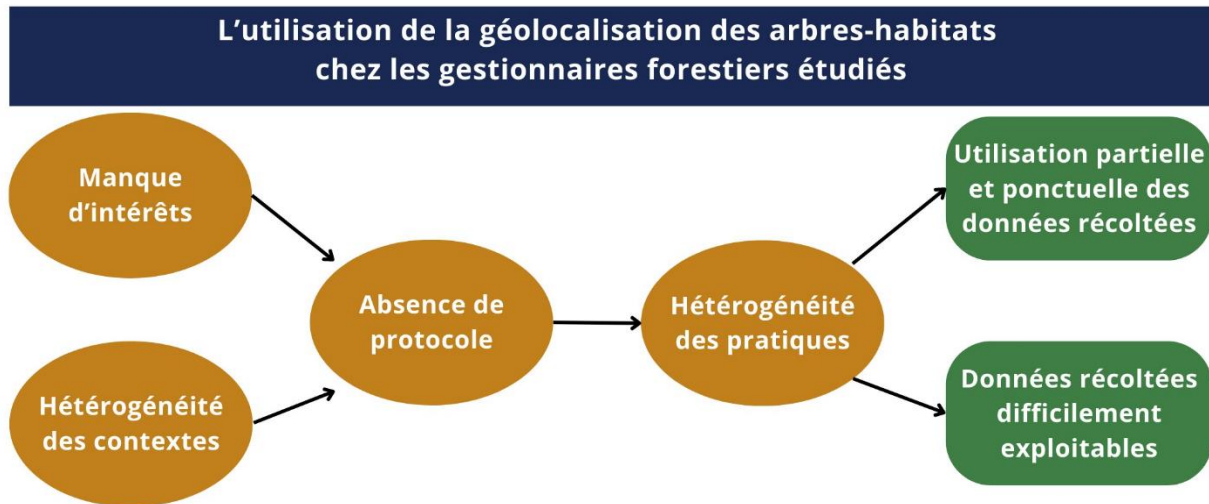 L’utilisation de la géolocalisation des arbres-habitats
chez les gestionnaires forestiers étudiés
Manque
d’intérêts
Hétérogénéité
des contextes
Absence de
protocole
Hétérogénéité
des pratiques
Utilisation partielle
et ponctuelle des
données récoltées
Données récoltées
difficilement
exploitables